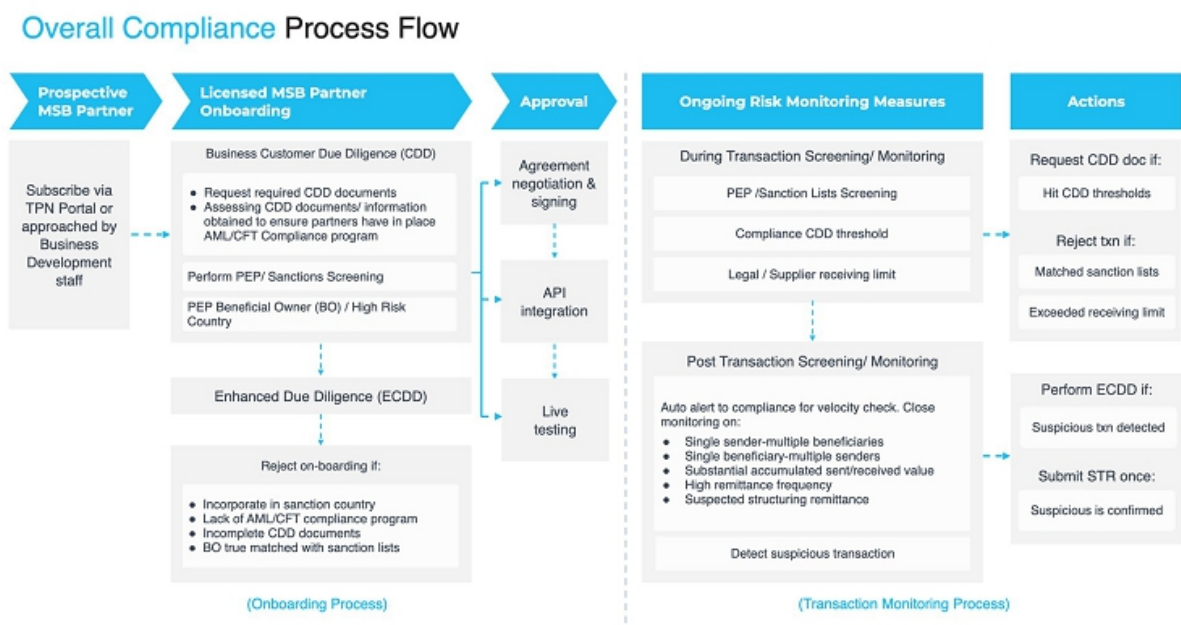 Overall Compliance Process Flow
Prospective
MSB Partner
Licensed MSB Partner
Onboarding
Approval
Ongoing Risk Monitoring Measures
Actions
Subscribe via
TPN Portal or
approached by
Business
Development
staff
Business Customer Due Diligence (CDD)
● Request required CDD documents
● Assessing CDD documents/ information
obtained to ensure partners have in place
AML/CFT Compliance program
Perform PEP/ Sanctions Screening
PEP Beneficial Owner (BO) / High Risk
Country
Enhanced Due Diligence (ECDD)
Reject on-boarding if:
● Incorporate in sanction country
● Lack of AML/CFT compliance program
● Incomplete CDD documents
● BO true matched with sanction lists
(Onboarding Process)
Agreement
negotiation &
signing
API
integration
Live
testing
During Transaction Screening/ Monitoring
PEP /Sanction Lists Screening
Compliance CDD threshold
Legal / Supplier receiving limit
Post Transaction Screening/ Monitoring
Auto alert to compliance for velocity check. Close
monitoring on:
● Single sender-multiple beneficiaries
● Single beneficiary-multiple senders
● Substantial accumulated sent/received value
● High remittance frequency
● Suspected structuring remittance
Detect suspicious transaction
Request CDD doc if:
Hit CDD thresholds
Reject txn if:
Matched sanction lists
Exceeded receiving limit
Perform ECDD if:
Suspicious txn detected
Submit STR once:
Suspicious is confirmed
(Transaction Monitoring Process)